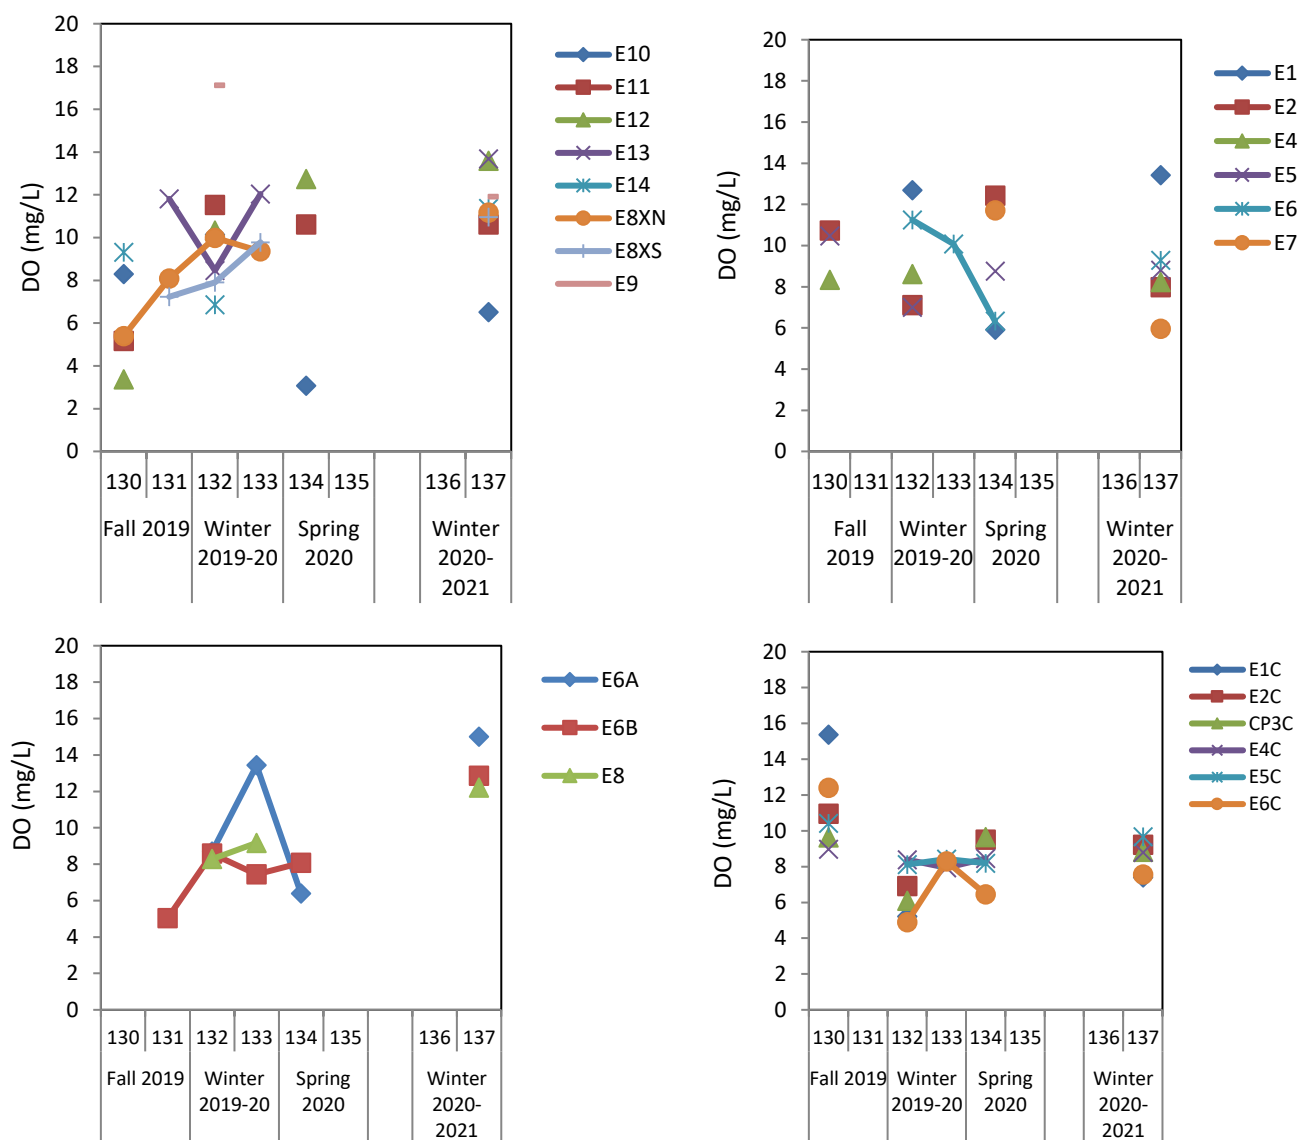 20
18
16
14
12
10
8
6
4
2
0
DO (mg/L)
130 131 132 133 134 135 136 137
Fall 2019 Winter Spring Winter
2019-20 2020 2020-
2021
E10
E11
E12
E13
E14
E8XN
E8XS
E9
20
18
16
14
12
10
8
6
4
2
0
DO (mg/L)
130 131 132 133 134 135 136 137
Fall Winter Spring Winter
2019 2019-20 2020 2020-
2021
E1
E2
E4
E5
E6
E7
20
18
16
14
12
10
8
6
4
2
0
DO (mg/L)
130 131 132 133 134 135 136 137
Fall 2019 Winter Spring Winter
2019-20 2020 2020-
2021
E6A
E6B
E8
20
18
16
14
12
10
8
6
4
2
0
DO (mg/L)
130 131 132 133 134 135 136 137
Fall 2019 Winter Spring Winter
2019-20 2020 2020-
2021
E1C
E2C
CP3C
E4C
E5C
E6C